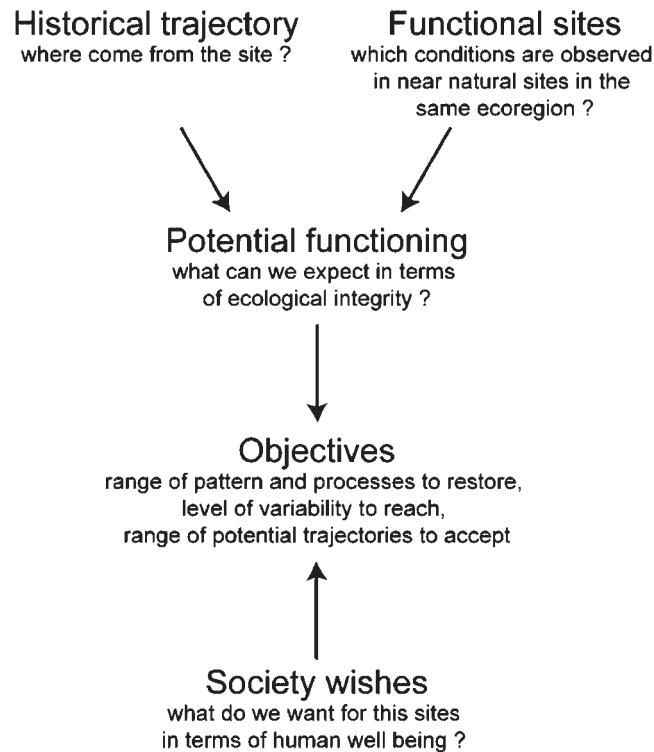 Historical trajectory
where come from the site ?
Functional sites
which conditions are observed
in near natural sites in the
same ecoregion ?
Potential functioning
what can we expect in terms
of ecological integrity ?
Objectives
range of pattern and processes to restore,
level of variability to reach,
range of potential trajectories to accept
Society wishes
what do we want for this sites
in terms of human well being ?